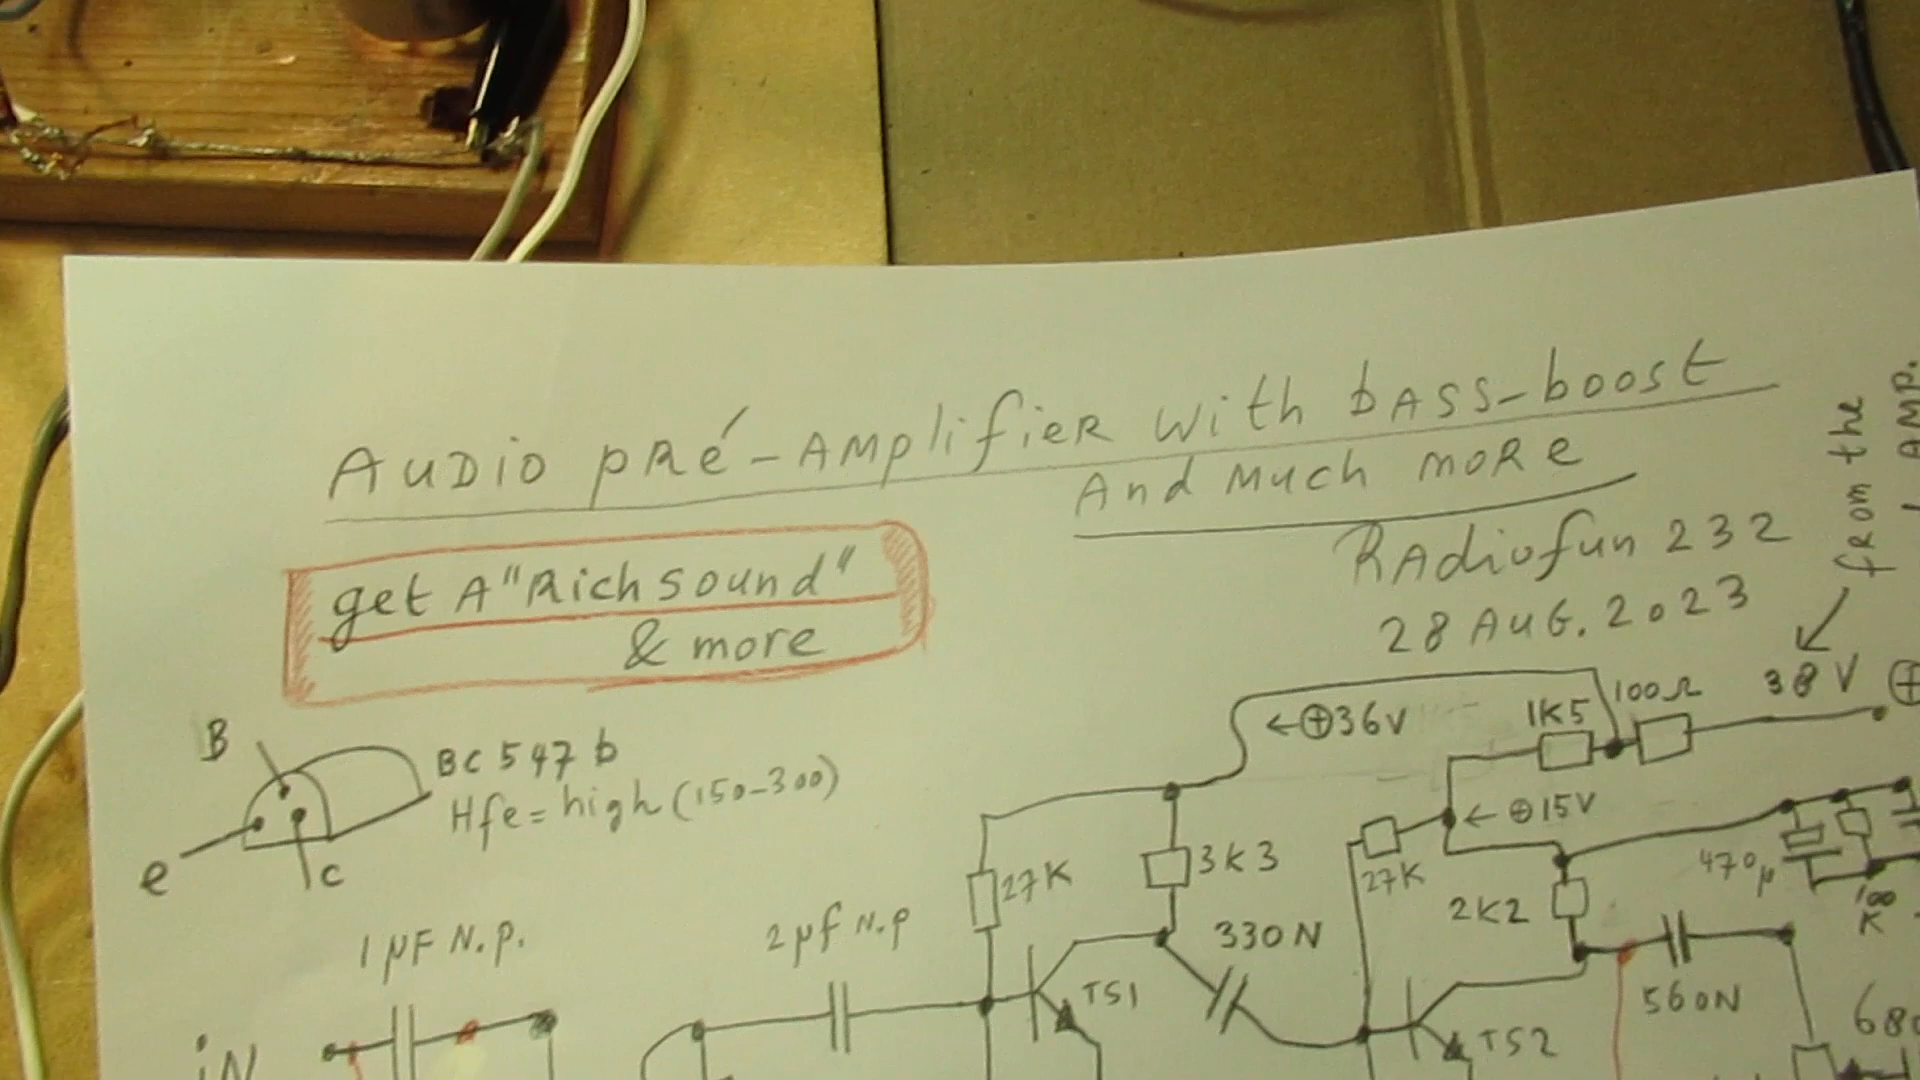 AUDIO PRé-AMplifieR With bASS-boost
And Much moRe
from the
AMP.
get A "Rich sound"
& more
RAdiofun 232
28 AUG. 2023
38 V ⊕
100Ω
1K5
←⊕36V
B
BC 547 b
Hfe = high (150-300)
e
c
← ⊕15V
27K
3K3
27K
470µ
100
K
2K2
1µF N.p.
2µf N.p
330N
TS1
560N
TS2
iN